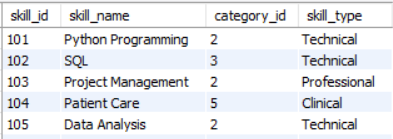 skill_id skill_name category_id skill_type
101 Python Programming 2 Technical
102 SQL 3 Technical
103 Project Management 2 Professional
104 Patient Care 5 Clinical
105 Data Analysis 2 Technical